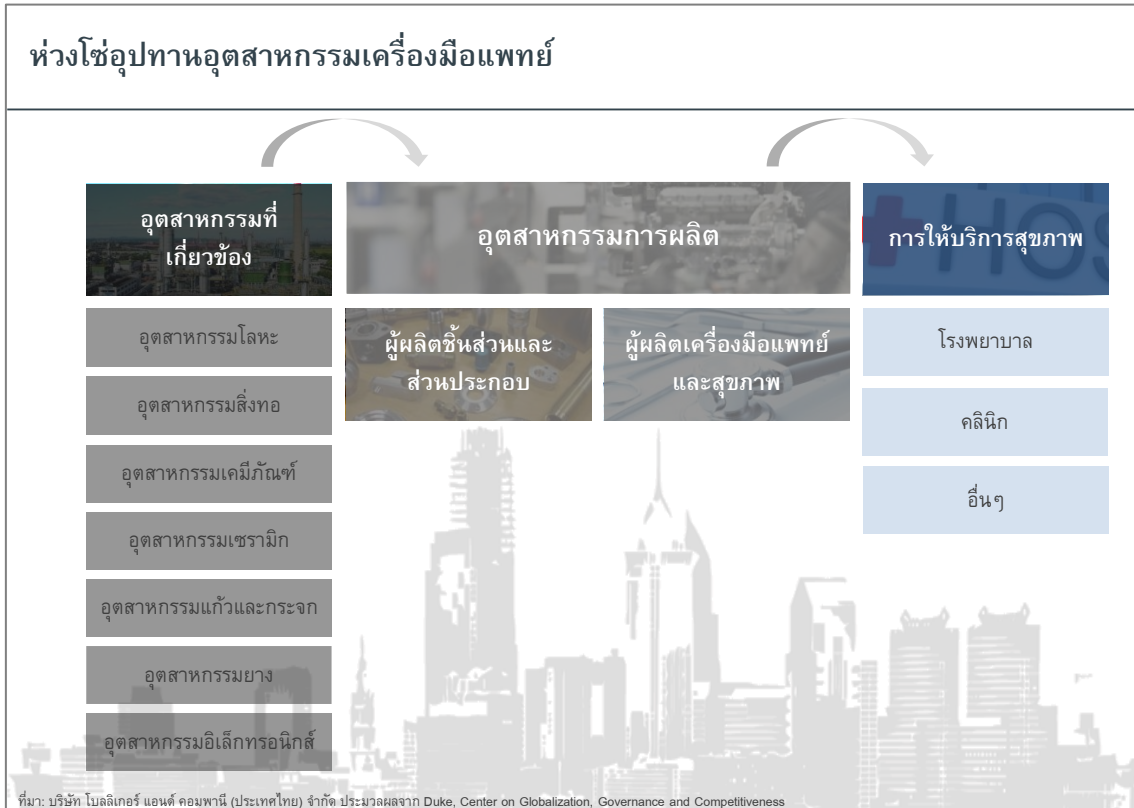 ห่วงโซ่อุปทานอุตสาหกรรมเครื่องมือแพทย์
อุตสาหกรรมที่
เกี่ยวข้อง
อุตสาหกรรมโลหะ
อุตสาหกรรมสิ่งทอ
อุตสาหกรรมเคมีภัณฑ์
อุตสาหกรรมเซรามิก
อุตสาหกรรมแก้วและกระจก
อุตสาหกรรมยาง
อุตสาหกรรมอิเล็กทรอนิกส์
อุตสาหกรรมการผลิต
ผู้ผลิตชิ้นส่วนและ
ส่วนประกอบ
ผู้ผลิตเครื่องมือแพทย์
และสุขภาพ
การให้บริการสุขภาพ
HOS
โรงพยาบาล
คลินิก
อื่นๆ
ที่มา: บริษัท โบลลิเกอร์ แอนด์ คอมพานี (ประเทศไทย) จำกัด ประมวลผลจาก Duke, Center on Globalization, Governance and Competitiveness